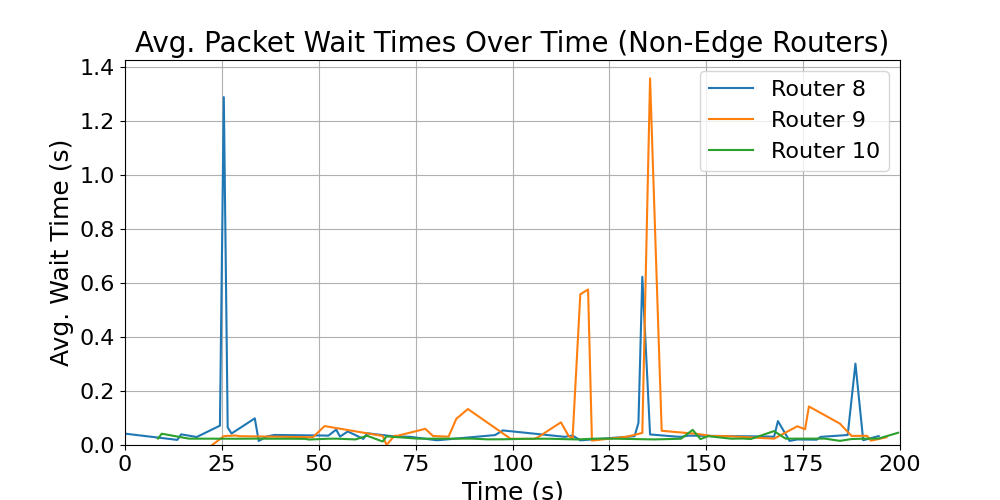 Avg. Packet Wait Times Over Time (Non-Edge Routers)
Avg. Wait Time (s)
1.4
1.2
1.0
0.8
0.6
0.4
0.2
0.0
Router 8
Router 9
Router 10
0 25 50 75 100 125 150 175 200
Time (s)